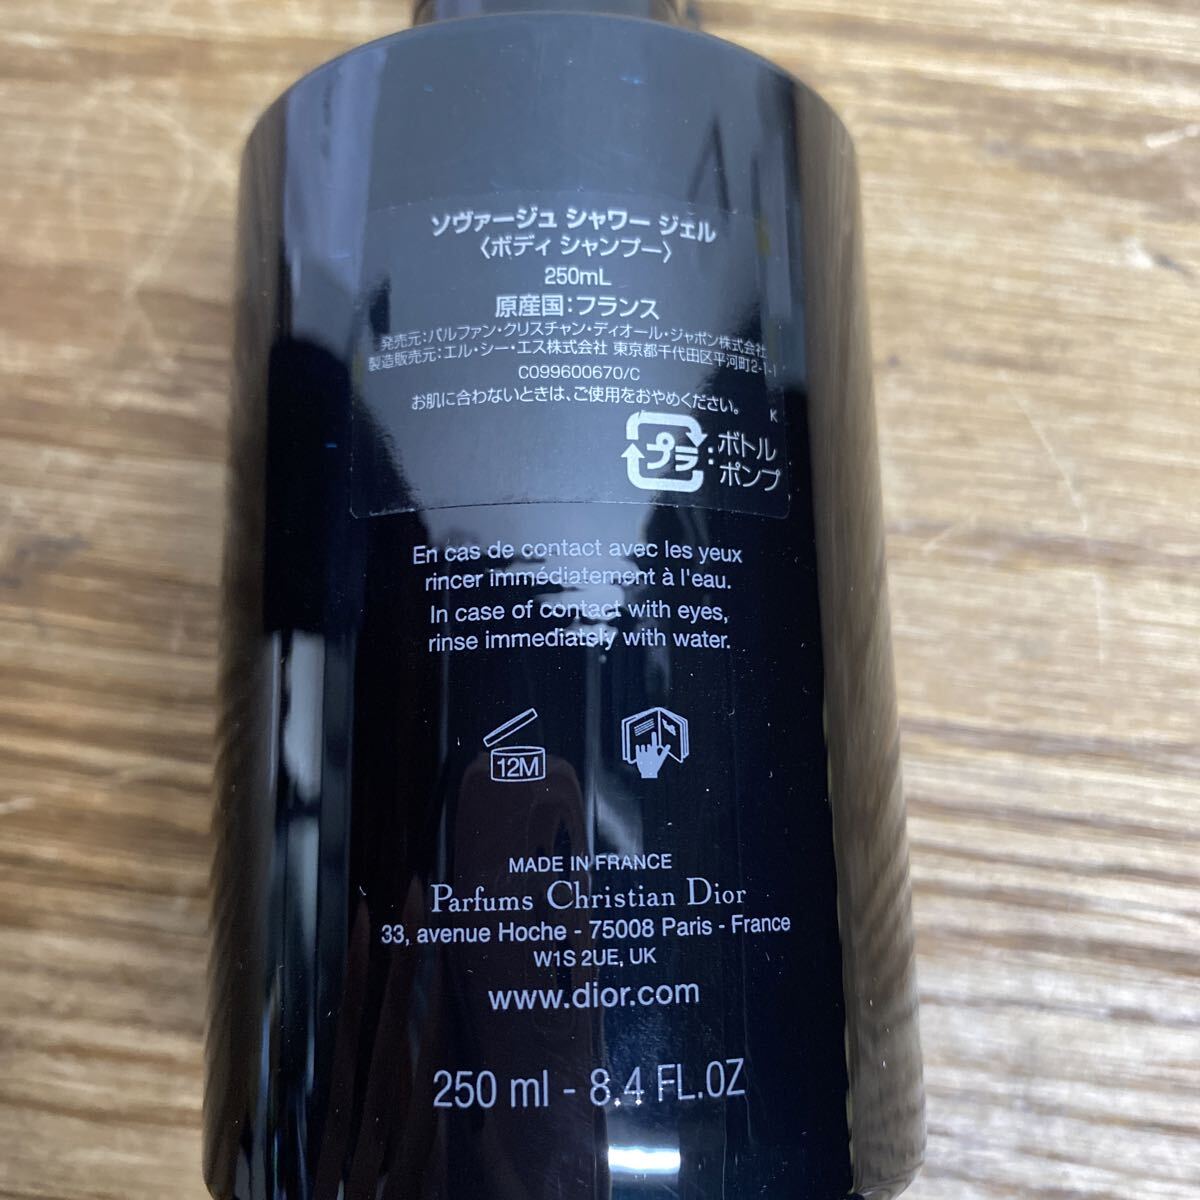 ソヴァージュ シャワー ジェル
〈ボディ シャンプー〉
250mL
原産国:フランス
発売元:パルファン・クリスチャン・ディオール・ジャポン株式会社
製造販売元:エル・シー・エス株式会社 東京都千代田区平河町2-1-1
C099600670/C
お肌に合わないときは、ご使用をおやめください。 K
プラ:ボトル
ポンプ
En cas de contact avec les yeux
rincer immédiatement à l'eau.
In case of contact with eyes,
rinse immediately with water.
12M
MADE IN FRANCE
Parfums Christian Dior
33, avenue Hoche - 75008 Paris - France
W1S 2UE, UK
www.dior.com
250 ml - 8.4 FL.OZ